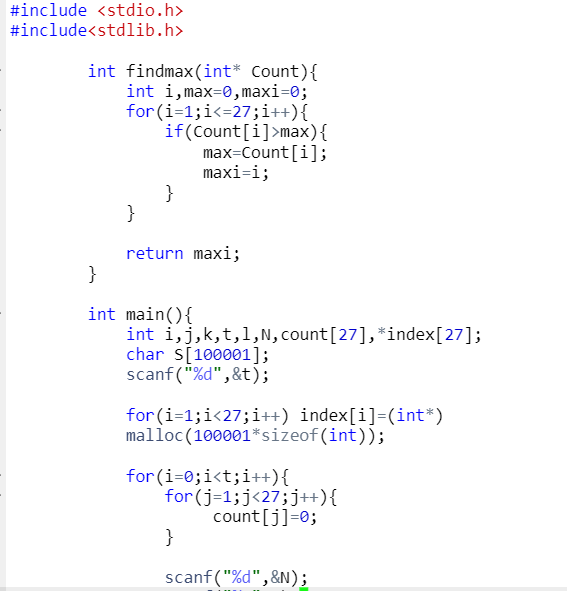 #include <stdio.h>
#include<stdlib.h>
int findmax(int* Count){
int i,max=0,maxi=0;
for(i=1;i<=27;i++){
if(Count[i]>max){
max=Count[i];
maxi=i;
}
}
return maxi;
}
int main(){
int i,j,k,t,l,N,count[27],*index[27];
char S[100001];
scanf("%d",&t);
for(i=1;i<27;i++) index[i]=(int*)
malloc(100001*sizeof(int));
for(i=0;i<t;i++){
for(j=1;j<27;j++){
count[j]=0;
}
scanf("%d",&N);